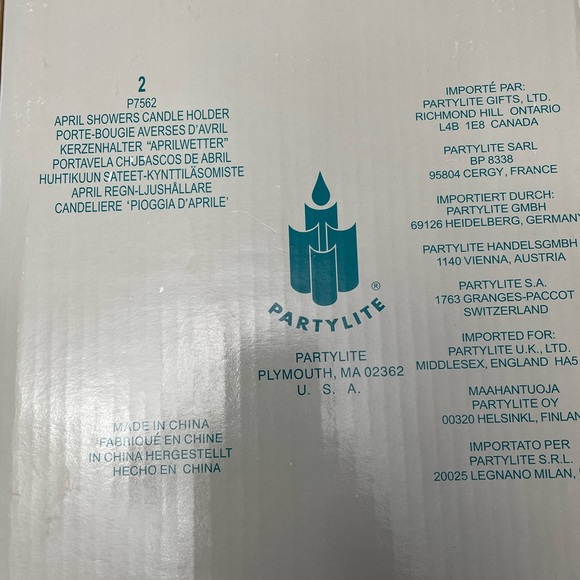 2
P7562
APRIL SHOWERS CANDLE HOLDER
PORTE-BOUGIE AVERSES D'AVRIL
KERZENHALTER "APRILWETTER"
PORTAVELA CHUBASCOS DE ABRIL
HUHTIKUUN SATEET-KYNTTILÄSOMISTE
APRIL REGN-LJUSHÅLLARE
CANDELIERE 'PIOGGIA D'APRILE'
PARTYLITE ®
PARTYLITE
PLYMOUTH, MA 02362
U. S. A.
MADE IN CHINA
FABRIQUÉ EN CHINE
IN CHINA HERGESTELLT
HECHO EN CHINA
IMPORTÉ PAR:
PARTYLITE GIFTS, LTD.
RICHMOND HILL ONTARIO
L4B 1E8 CANADA
PARTYLITE SARL
BP 8338
95804 CERGY, FRANCE
IMPORTIERT DURCH:
PARTYLITE GMBH
69126 HEIDELBERG, GERMANY
PARTYLITE HANDELSGMBH
1140 VIENNA, AUSTRIA
PARTYLITE S.A.
1763 GRANGES-PACCOT
SWITZERLAND
IMPORTED FOR:
PARTYLITE U.K., LTD.
MIDDLESEX, ENGLAND HA5
MAAHANTUOJA
PARTYLITE OY
00320 HELSINKI, FINLAN
IMPORTATO PER
PARTYLITE S.R.L.
20025 LEGNANO MILAN,